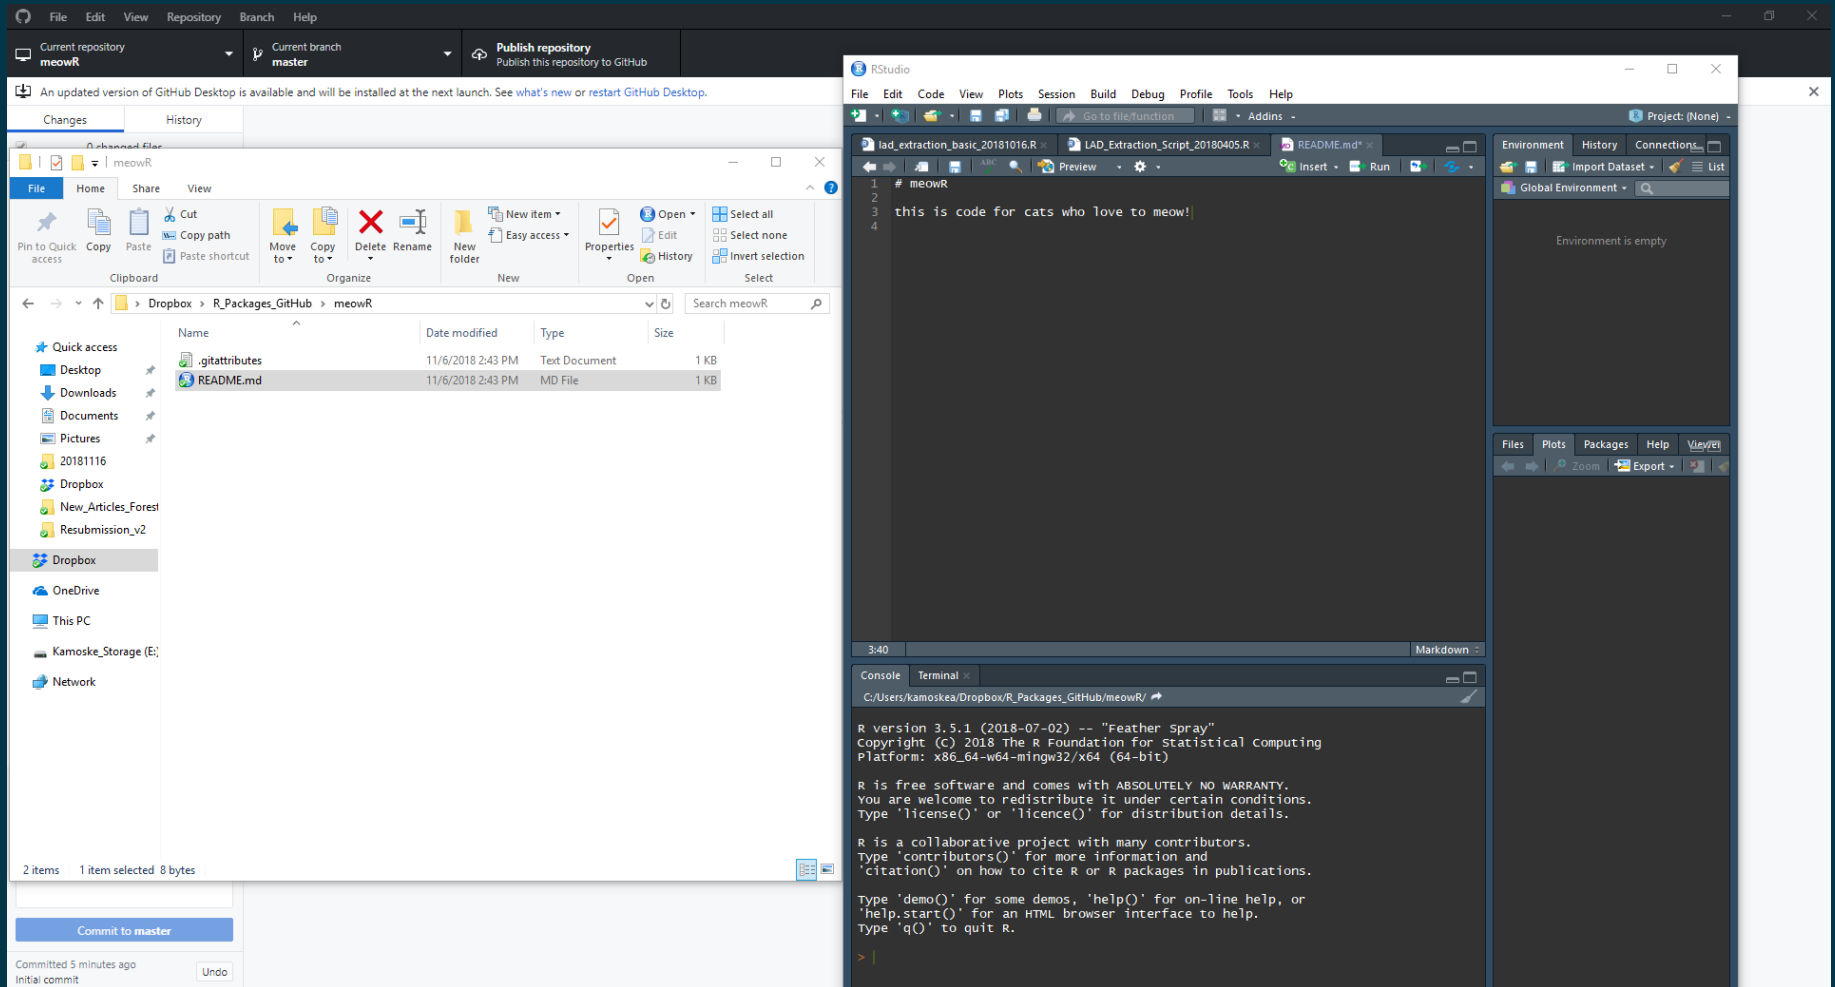 File Edit View Repository Branch Help
Current repository
meowR
Current branch
master
Publish repository
Publish this repository to GitHub
An updated version of GitHub Desktop is available and will be installed at the next launch. See what's new or restart GitHub Desktop.
Changes History
0 changed files
meowR
File Home Share View
Pin to Quick access
Copy
Paste
Cut
Copy path
Paste shortcut
Clipboard
Move to
Copy to
Delete
Rename
Organize
New folder
New item
Easy access
New
Properties
Open
Edit
History
Open
Select all
Select none
Invert selection
Select
Dropbox > R_Packages_GitHub > meowR
Search meowR
Name Date modified Type Size
.gitattributes 11/6/2018 2:43 PM Text Document 1 KB
README.md 11/6/2018 2:43 PM MD File 1 KB
Quick access
Desktop
Downloads
Documents
Pictures
20181116
Dropbox
New_Articles_Forest
Resubmission_v2
Dropbox
OneDrive
This PC
Kamoske_Storage (E:)
Network
2 items 1 item selected 8 bytes
Commit to master
Committed 5 minutes ago
Initial commit
Undo
RStudio
File Edit Code View Plots Session Build Debug Profile Tools Help
Go to file/function Addins
Project: (None)
lad_extraction_basic_20181016.R LAD_Extraction_Script_20180405.R README.md*
ABC Preview Insert Run
1 # meowR
2
3 this is code for cats who love to meow!
4
3:40 Markdown
Console Terminal
C:/Users/kamoskea/Dropbox/R_Packages_GitHub/meowR/
R version 3.5.1 (2018-07-02) -- "Feather Spray"
Copyright (C) 2018 The R Foundation for Statistical Computing
Platform: x86_64-w64-mingw32/x64 (64-bit)
R is free software and comes with ABSOLUTELY NO WARRANTY.
You are welcome to redistribute it under certain conditions.
Type 'license()' or 'licence()' for distribution details.
R is a collaborative project with many contributors.
Type 'contributors()' for more information and
'citation()' on how to cite R or R packages in publications.
Type 'demo()' for some demos, 'help()' for on-line help, or
'help.start()' for an HTML browser interface to help.
Type 'q()' to quit R.
>
Environment History Connections
Import Dataset List
Global Environment
Environment is empty
Files Plots Packages Help Viewer
Zoom Export